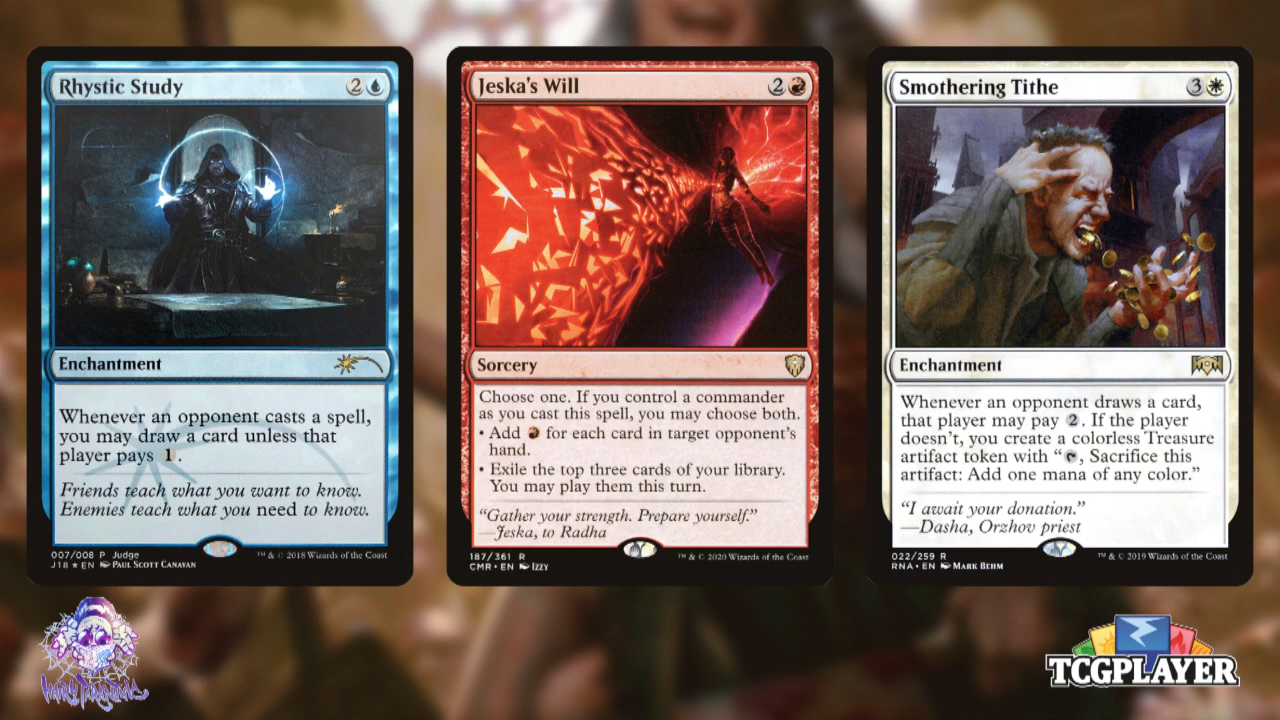 Rhystic Study 2
Enchantment
Whenever an opponent casts a spell,
you may draw a card unless that
player pays 1.
Friends teach what you want to know.
Enemies teach what you need to know.
007/008 P Judge
™ & © 2018 Wizards of the Coast
J18 ★ EN Paul Scott Canavan
Jeska's Will 2
Sorcery
Choose one. If you control a commander
as you cast this spell, you may choose both.
• Add for each card in target opponent's
hand.
• Exile the top three cards of your library.
You may play them this turn.
"Gather your strength. Prepare yourself."
—Jeska, to Radha
187/361 R
™ & © 2020 Wizards of the Coast
CMR • EN Izzy
Smothering Tithe 3
Enchantment
Whenever an opponent draws a card,
that player may pay 2. If the player
doesn't, you create a colorless Treasure
artifact token with ", Sacrifice this
artifact: Add one mana of any color."
"I await your donation."
—Dasha, Orzhov priest
022/259 R
™ & © 2019 Wizards of the Coast
RNA • EN Mark Behm
TCGPLAYER